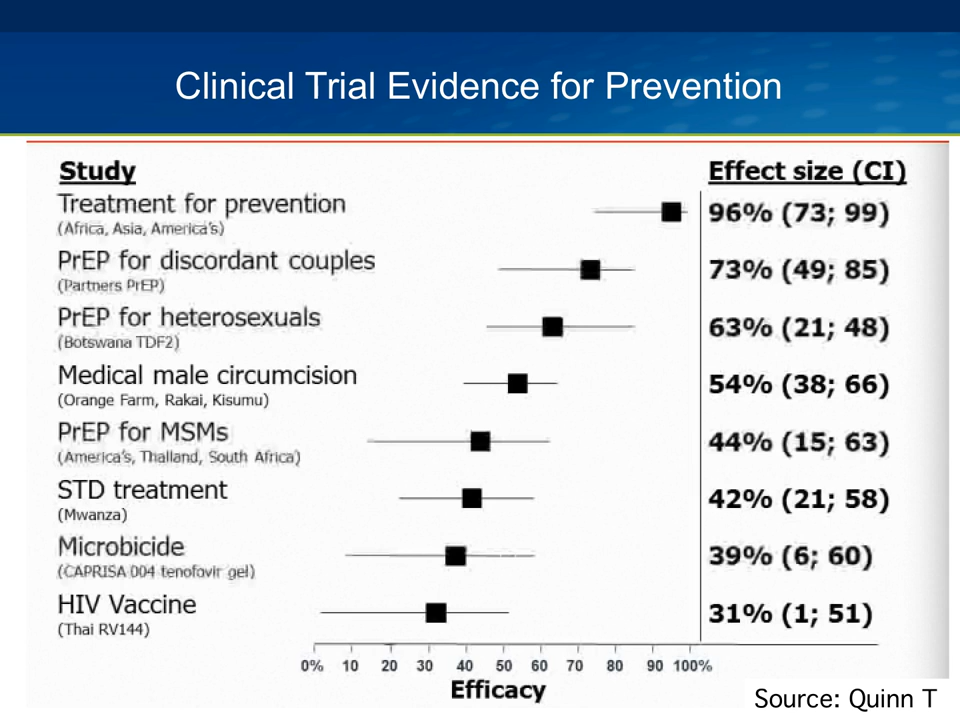 Clinical Trial Evidence for Prevention
Study
Effect size (CI)
Treatment for prevention
(Africa, Asia, America's)
96% (73; 99)
PrEP for discordant couples
(Partners PrEP)
73% (49; 85)
PrEP for heterosexuals
(Botswana TDF2)
63% (21; 48)
Medical male circumcision
(Orange Farm, Rakai, Kisumu)
54% (38; 66)
PrEP for MSMs
(America's, Thailand, South Africa)
44% (15; 63)
STD treatment
(Mwanza)
42% (21; 58)
Microbicide
(CAPRISA 004 tenofovir gel)
39% (6; 60)
HIV Vaccine
(Thai RV144)
31% (1; 51)
0% 10 20 30 40 50 60 70 80 90 100%
Efficacy
Source: Quinn T